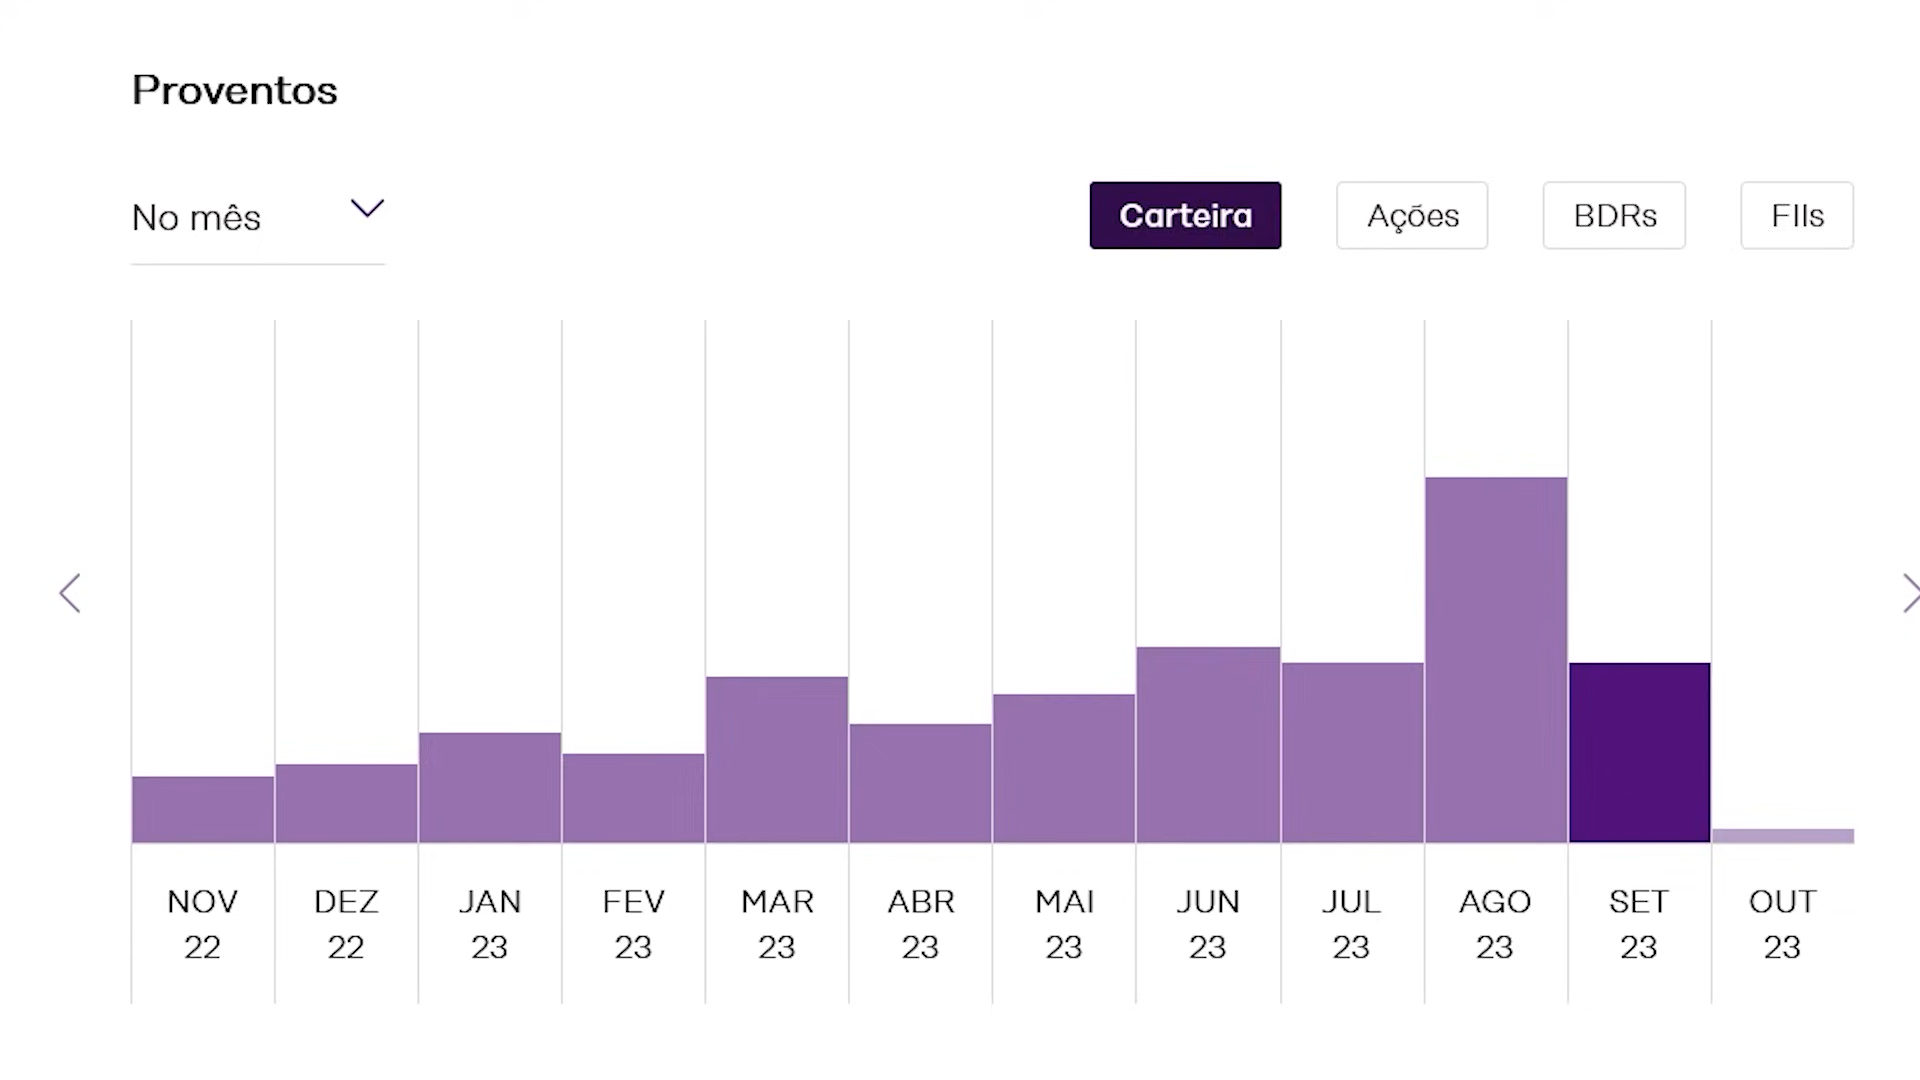 Proventos
No mês
Carteira
Ações
BDRs
FIIs
NOV 22
DEZ 22
JAN 23
FEV 23
MAR 23
ABR 23
MAI 23
JUN 23
JUL 23
AGO 23
SET 23
OUT 23